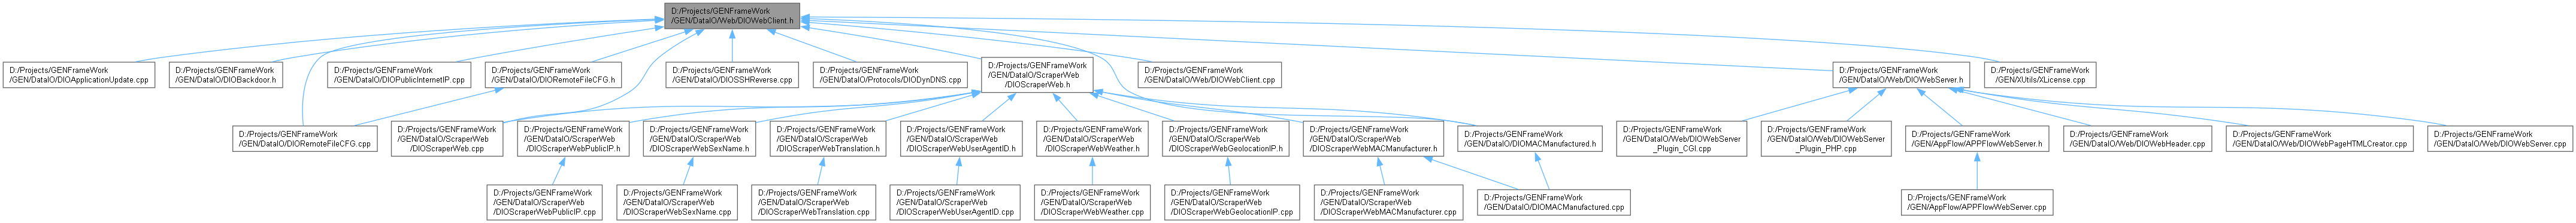 D:/Projects/GENFrameWork
/GEN/DataIO/Web/DIOWebClient.h
D:/Projects/GENFrameWork
/GEN/DataIO/DIOApplicationUpdate.cpp
D:/Projects/GENFrameWork
/GEN/DataIO/DIOBackdoor.h
D:/Projects/GENFrameWork
/GEN/DataIO/DIOPublicInternetIP.cpp
D:/Projects/GENFrameWork
/GEN/DataIO/DIORemoteFileCFG.h
D:/Projects/GENFrameWork
/GEN/DataIO/DIOSSHReverse.cpp
D:/Projects/GENFrameWork
/GEN/DataIO/Protocols/DIODynDNS.cpp
D:/Projects/GENFrameWork
/GEN/DataIO/ScraperWeb
/DIOScraperWeb.h
D:/Projects/GENFrameWork
/GEN/DataIO/Web/DIOWebClient.cpp
D:/Projects/GENFrameWork
/GEN/DataIO/Web/DIOWebServer.h
D:/Projects/GENFrameWork
/GEN/XUtils/XLicense.cpp
D:/Projects/GENFrameWork
/GEN/DataIO/DIORemoteFileCFG.cpp
D:/Projects/GENFrameWork
/GEN/DataIO/ScraperWeb
/DIOScraperWeb.cpp
D:/Projects/GENFrameWork
/GEN/DataIO/ScraperWeb
/DIOScraperWebPublicIP.h
D:/Projects/GENFrameWork
/GEN/DataIO/ScraperWeb
/DIOScraperWebSexName.h
D:/Projects/GENFrameWork
/GEN/DataIO/ScraperWeb
/DIOScraperWebTranslation.h
D:/Projects/GENFrameWork
/GEN/DataIO/ScraperWeb
/DIOScraperWebUserAgentID.h
D:/Projects/GENFrameWork
/GEN/DataIO/ScraperWeb
/DIOScraperWebWeather.h
D:/Projects/GENFrameWork
/GEN/DataIO/ScraperWeb
/DIOScraperWebGeolocationIP.h
D:/Projects/GENFrameWork
/GEN/DataIO/ScraperWeb
/DIOScraperWebMACManufacturer.h
D:/Projects/GENFrameWork
/GEN/DataIO/DIOMACManufactured.h
D:/Projects/GENFrameWork
/GEN/DataIO/Web/DIOWebServer
_Plugin_CGI.cpp
D:/Projects/GENFrameWork
/GEN/DataIO/Web/DIOWebServer
_Plugin_PHP.cpp
D:/Projects/GENFrameWork
/GEN/AppFlow/APPFlowWebServer.h
D:/Projects/GENFrameWork
/GEN/DataIO/Web/DIOWebHeader.cpp
D:/Projects/GENFrameWork
/GEN/DataIO/Web/DIOWebPageHTMLCreator.cpp
D:/Projects/GENFrameWork
/GEN/DataIO/Web/DIOWebServer.cpp
D:/Projects/GENFrameWork
/GEN/DataIO/ScraperWeb
/DIOScraperWebPublicIP.cpp
D:/Projects/GENFrameWork
/GEN/DataIO/ScraperWeb
/DIOScraperWebSexName.cpp
D:/Projects/GENFrameWork
/GEN/DataIO/ScraperWeb
/DIOScraperWebTranslation.cpp
D:/Projects/GENFrameWork
/GEN/DataIO/ScraperWeb
/DIOScraperWebUserAgentID.cpp
D:/Projects/GENFrameWork
/GEN/DataIO/ScraperWeb
/DIOScraperWebWeather.cpp
D:/Projects/GENFrameWork
/GEN/DataIO/ScraperWeb
/DIOScraperWebGeolocationIP.cpp
D:/Projects/GENFrameWork
/GEN/DataIO/ScraperWeb
/DIOScraperWebMACManufacturer.cpp
D:/Projects/GENFrameWork
/GEN/DataIO/DIOMACManufactured.cpp
D:/Projects/GENFrameWork
/GEN/AppFlow/APPFlowWebServer.cpp